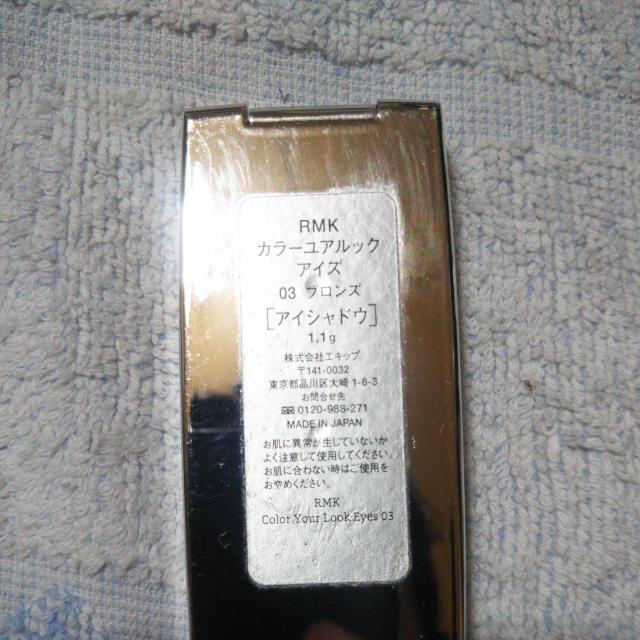 RMK
カラーユアルック
アイズ
03 ブロンズ
[アイシャドウ]
1.1g
株式会社エキップ
〒141-0032
東京都品川区大崎 1-6-3
お問合せ先
0120-988-271
MADE IN JAPAN
お肌に異常が生じていないか
よく注意して使用してください。
お肌に合わない時はご使用を
おやめください。
RMK
Color Your Look Eyes 03